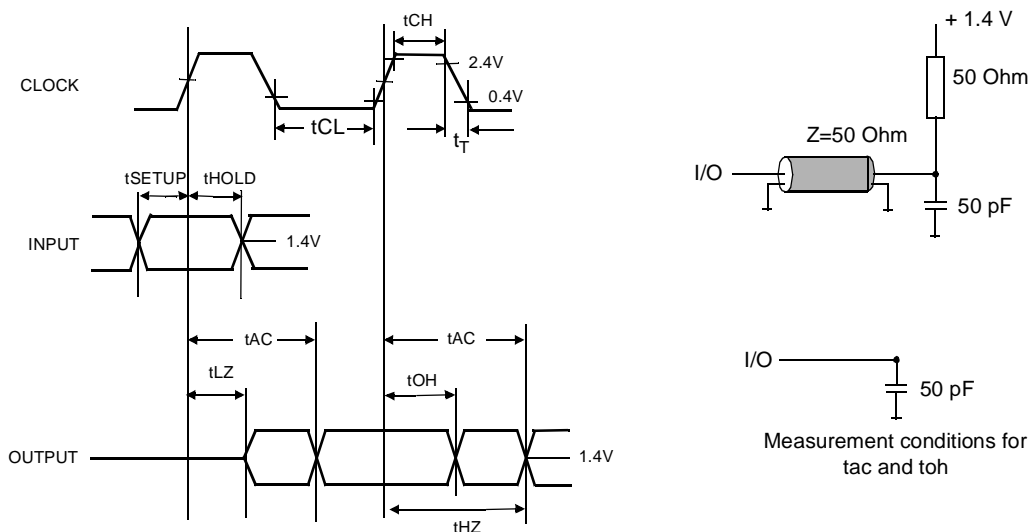 tCH
CLOCK
2.4V
0.4V
tCL
tT
tSETUP
tHOLD
INPUT
1.4V
tAC
tAC
tLZ
tOH
OUTPUT
1.4V
tHZ
+ 1.4 V
50 Ohm
Z=50 Ohm
I/O
50 pF
I/O
50 pF
Measurement conditions for
tac and toh